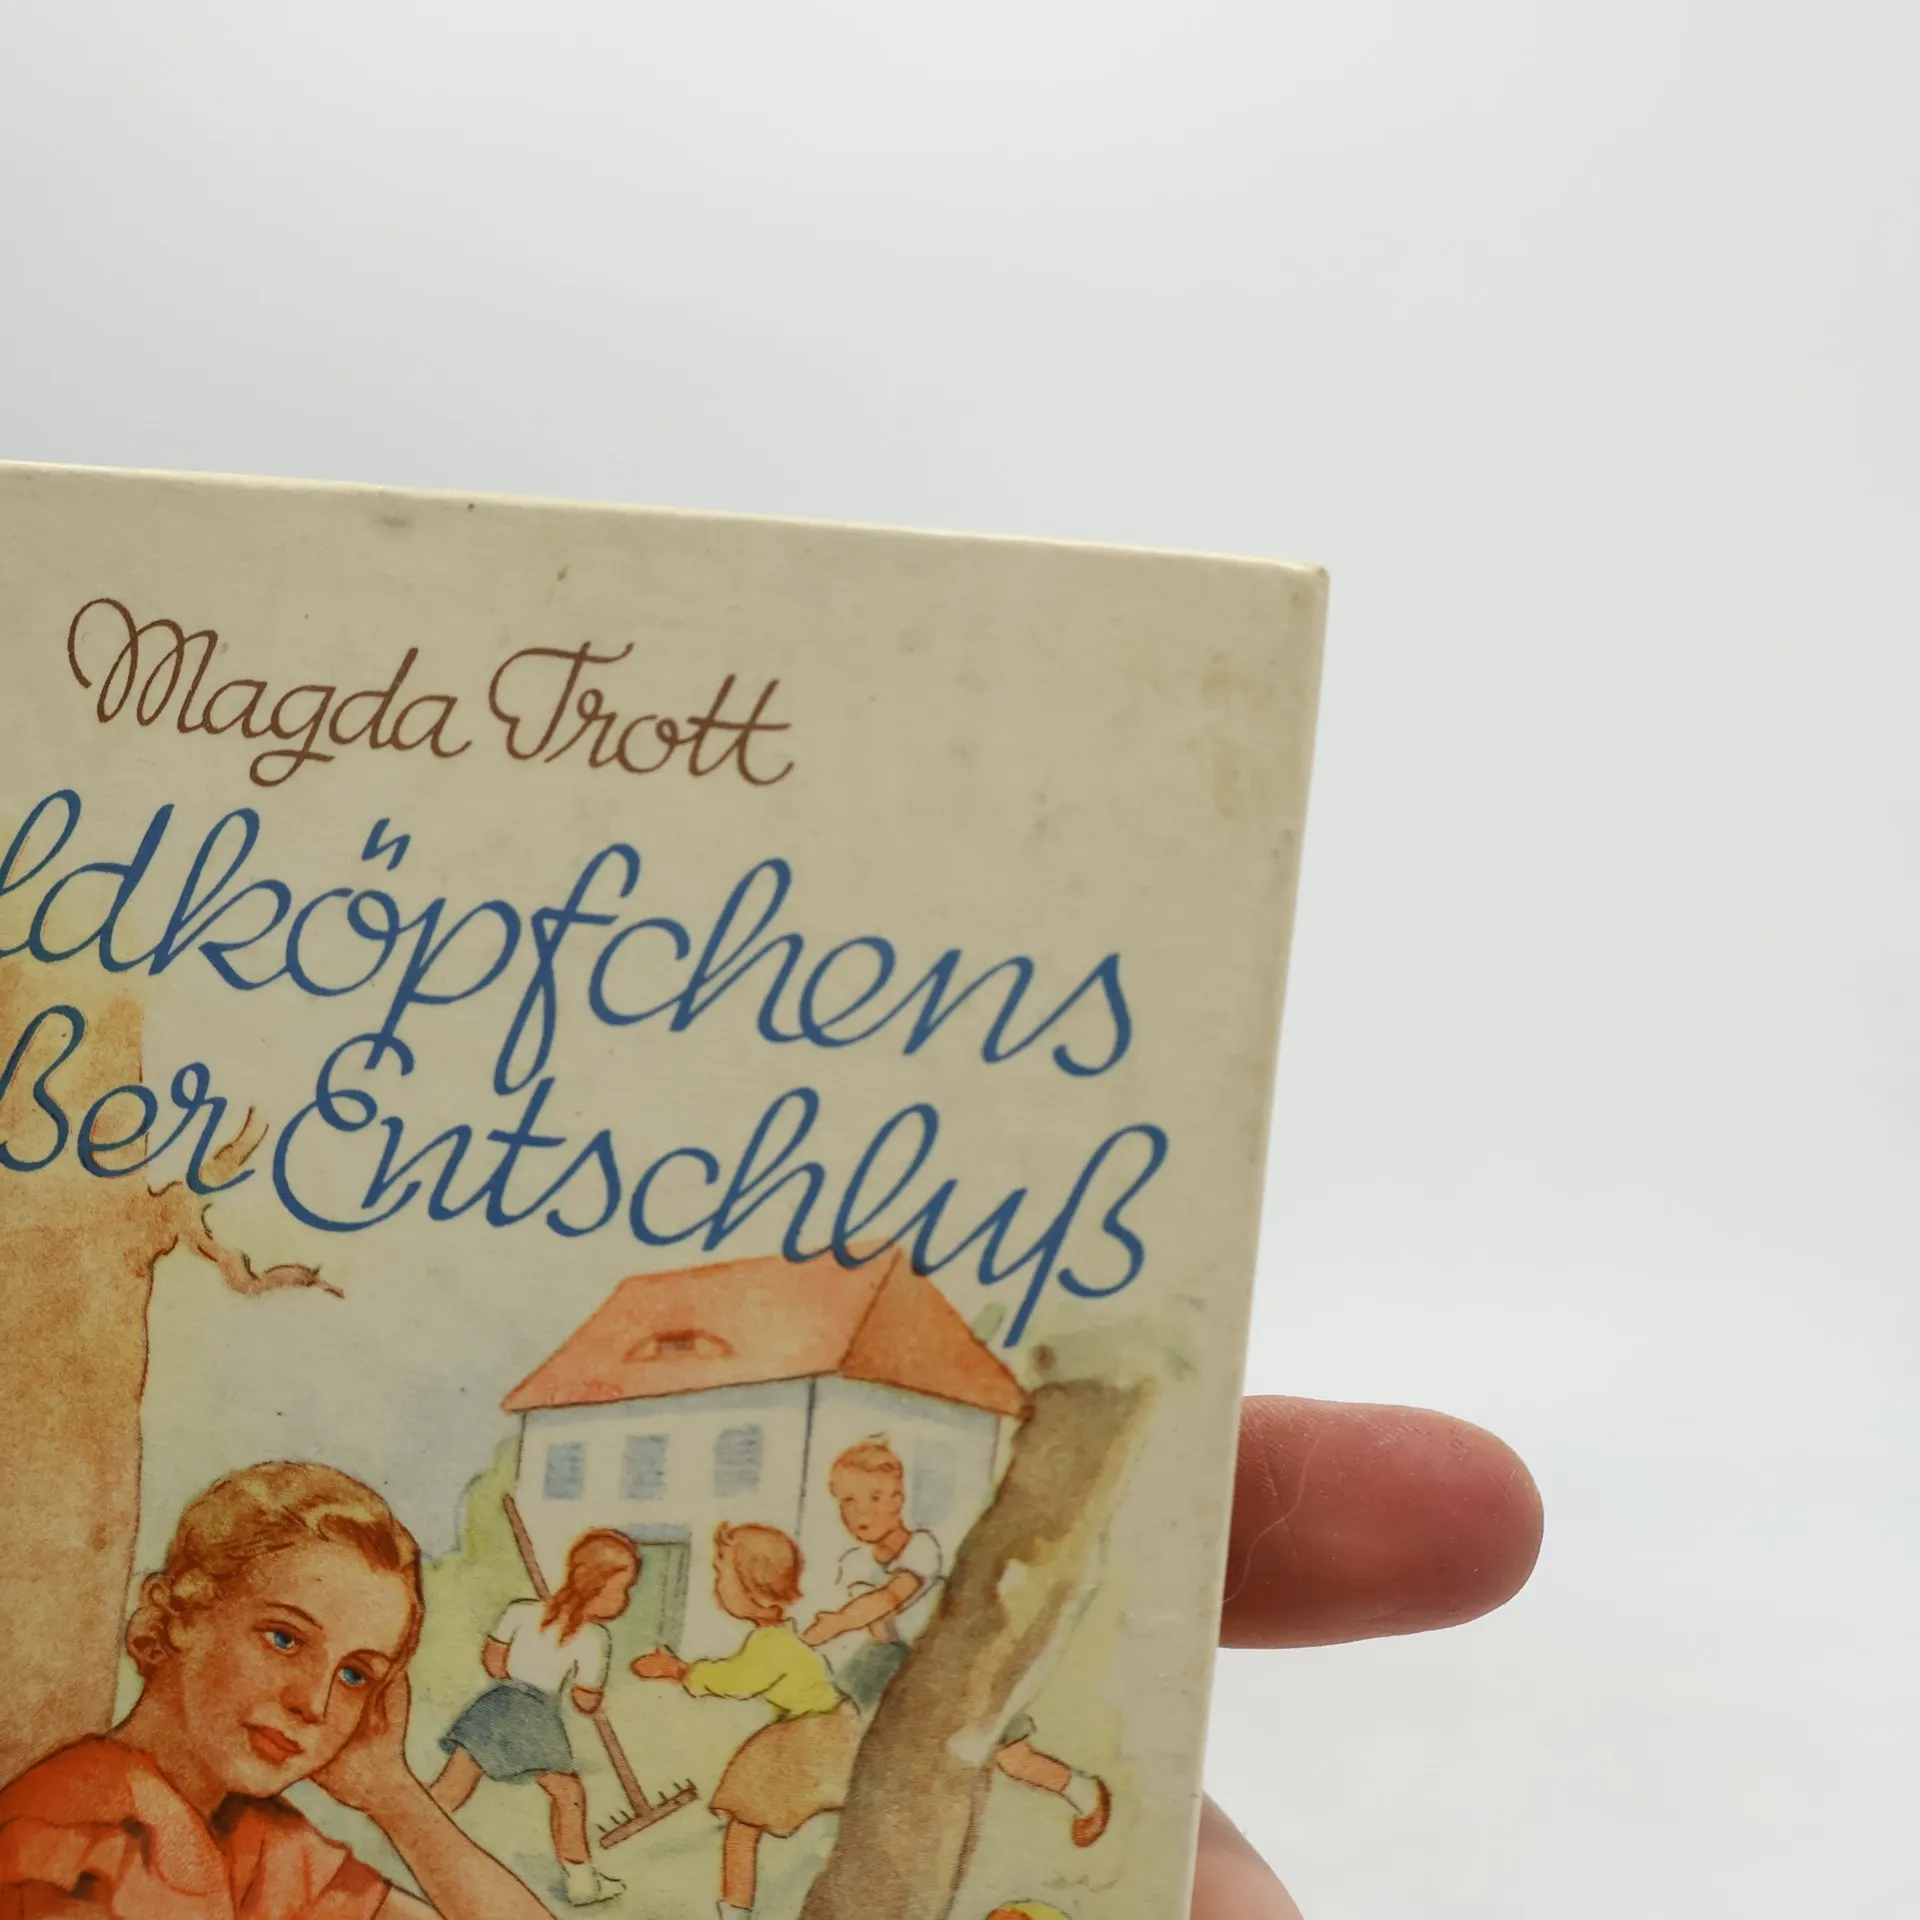 Magda Trott
ldköpfchens
ßer Entschluß